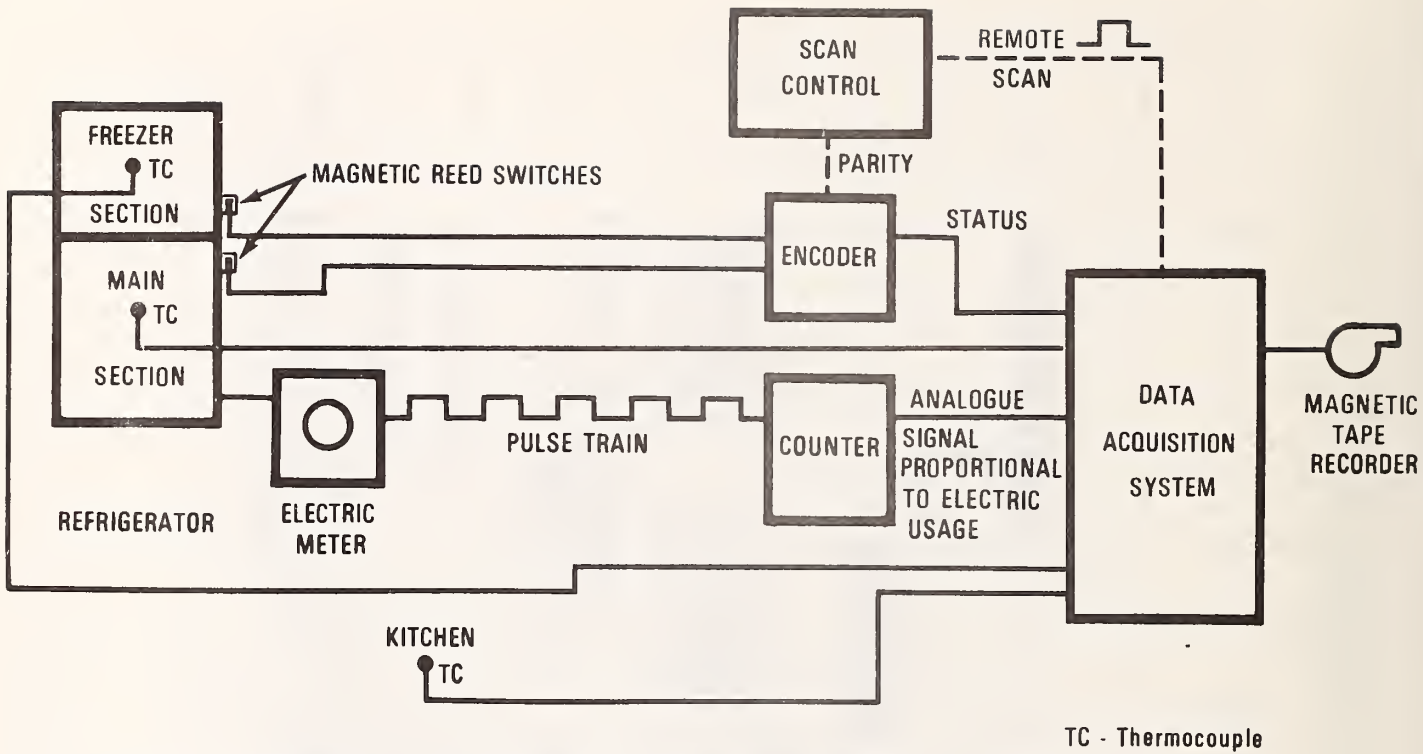 SCAN
CONTROL
REMOTE
SCAN
FREEZER
TC
SECTION
MAGNETIC REED SWITCHES
PARITY
ENCODER
STATUS
MAIN
TC
SECTION
REFRIGERATOR
ELECTRIC
METER
PULSE TRAIN
COUNTER
ANALOGUE
SIGNAL
PROPORTIONAL
TO ELECTRIC
USAGE
DATA
ACQUISITION
SYSTEM
MAGNETIC
TAPE
RECORDER
KITCHEN
TC
TC - Thermocouple